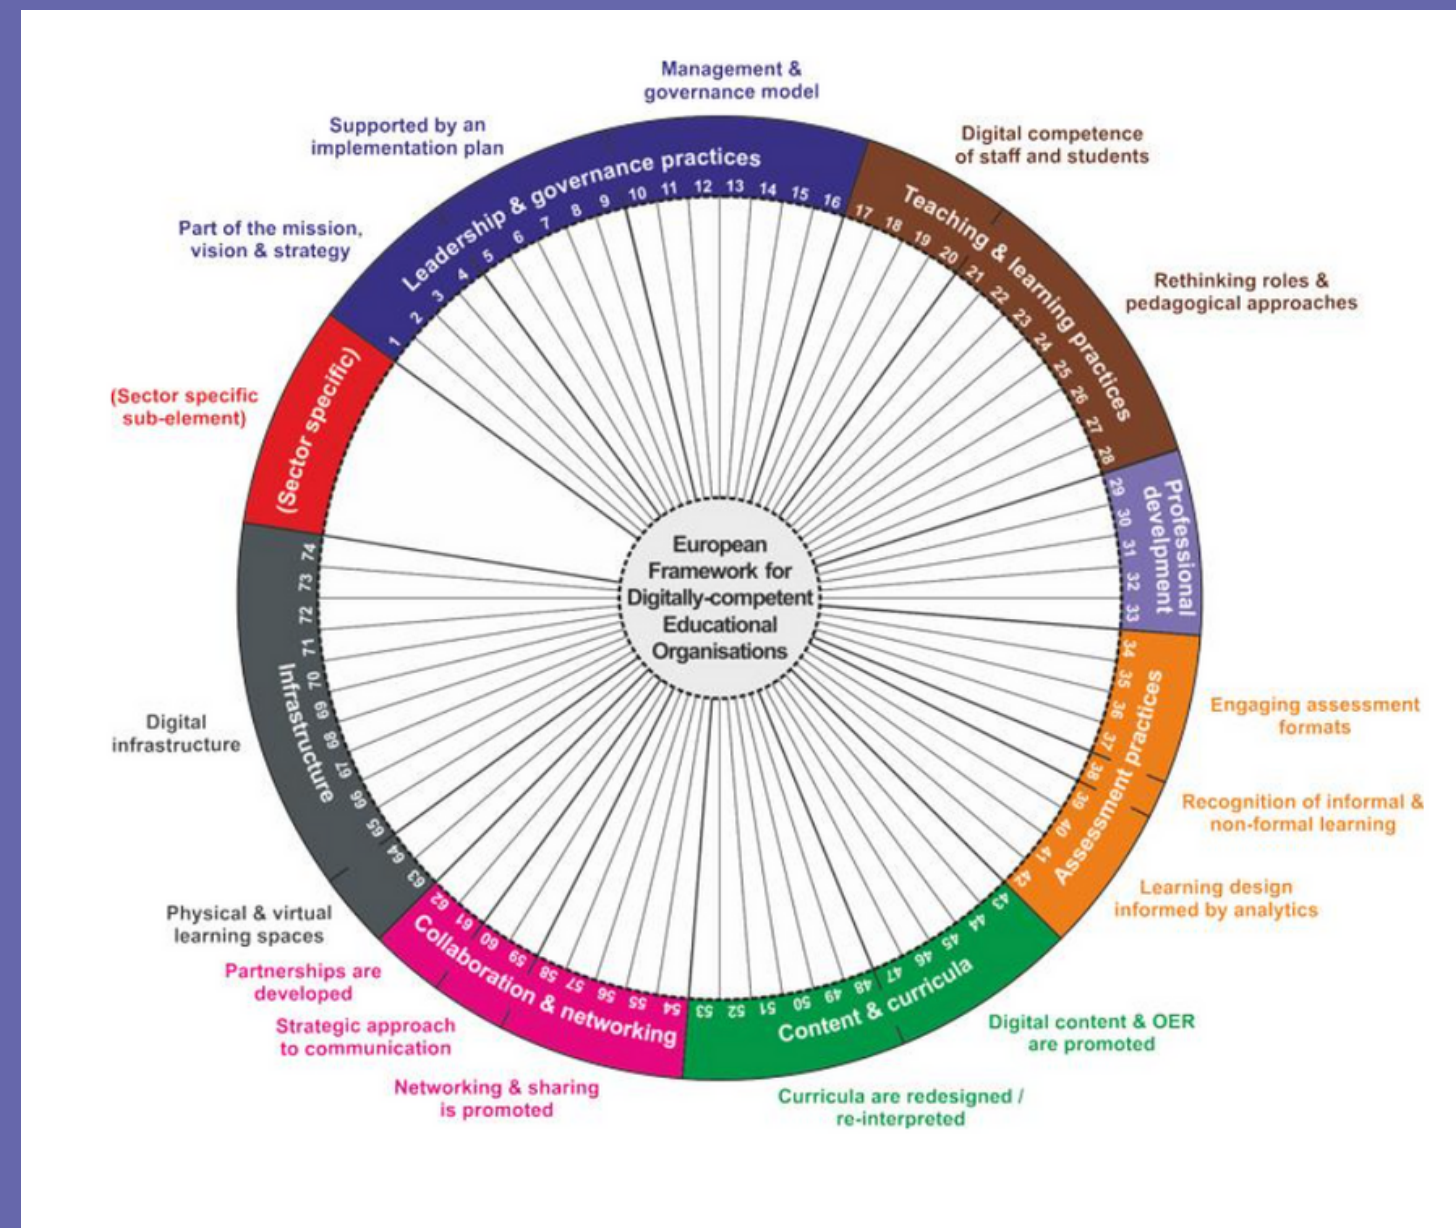 Management &
governance model
Supported by an
implementation plan
Part of the mission,
vision & strategy
(Sector specific
sub-element)
Digital
infrastructure
Physical & virtual
learning spaces
Partnerships are
developed
Strategic approach
to communication
Networking & sharing
is promoted
Curricula are redesigned /
re-interpreted
Digital content & OER
are promoted
Learning design
informed by analytics
Recognition of informal &
non-formal learning
Engaging assessment
formats
Rethinking roles &
pedagogical approaches
Digital competence
of staff and students
Leadership & governance practices
1 2 3 4 5 6 7 8 9 10 11 12 13 14 15 16
Teaching & learning practices
17 18 19 20 21 22 23 24 25 26 27 28
Professional
develpment
29 30 31 32 33
Assessment practices
34 35 36 37 38 39 40 41 42
Content & curricula
43 44 45 46 47 48 49 50 51 52 53
Collaboration & networking
54 55 56 57 58 59 60 61 62
Infrastructure
63 64 65 66 67 68 69 70 71 72 73 74
(Sector specific)
European
Framework for
Digitally-competent
Educational
Organisations